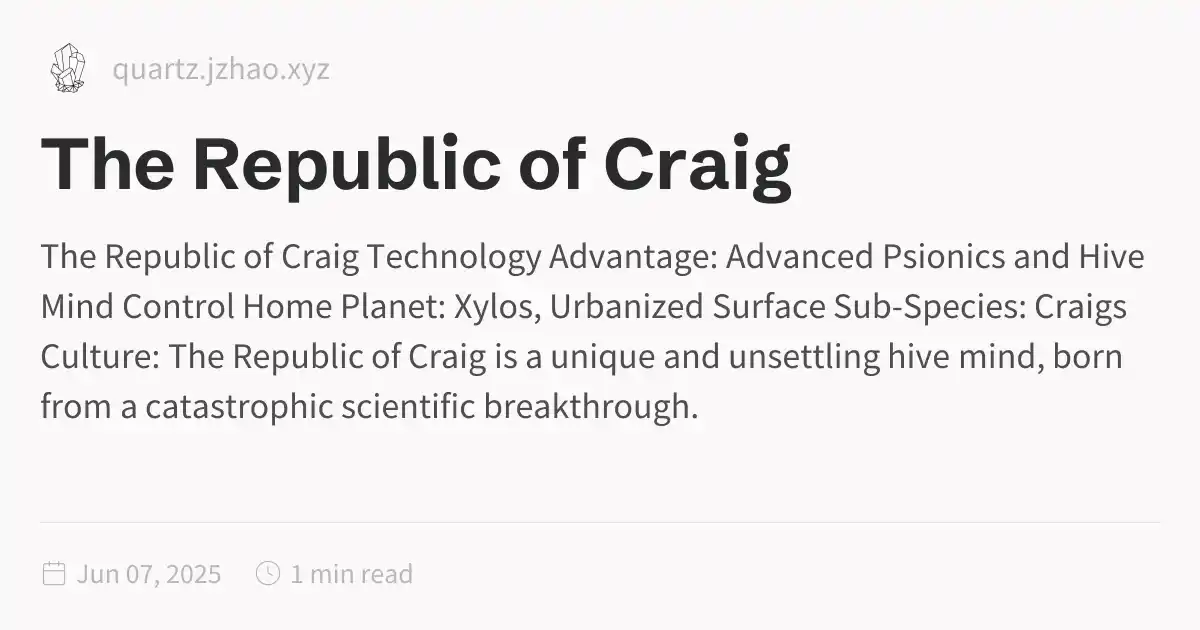 quartz.jzhao.xyz
The Republic of Craig
The Republic of Craig Technology Advantage: Advanced Psionics and Hive
Mind Control Home Planet: Xylos, Urbanized Surface Sub-Species: Craigs
Culture: The Republic of Craig is a unique and unsettling hive mind, born
from a catastrophic scientific breakthrough.
Jun 07, 2025 1 min read